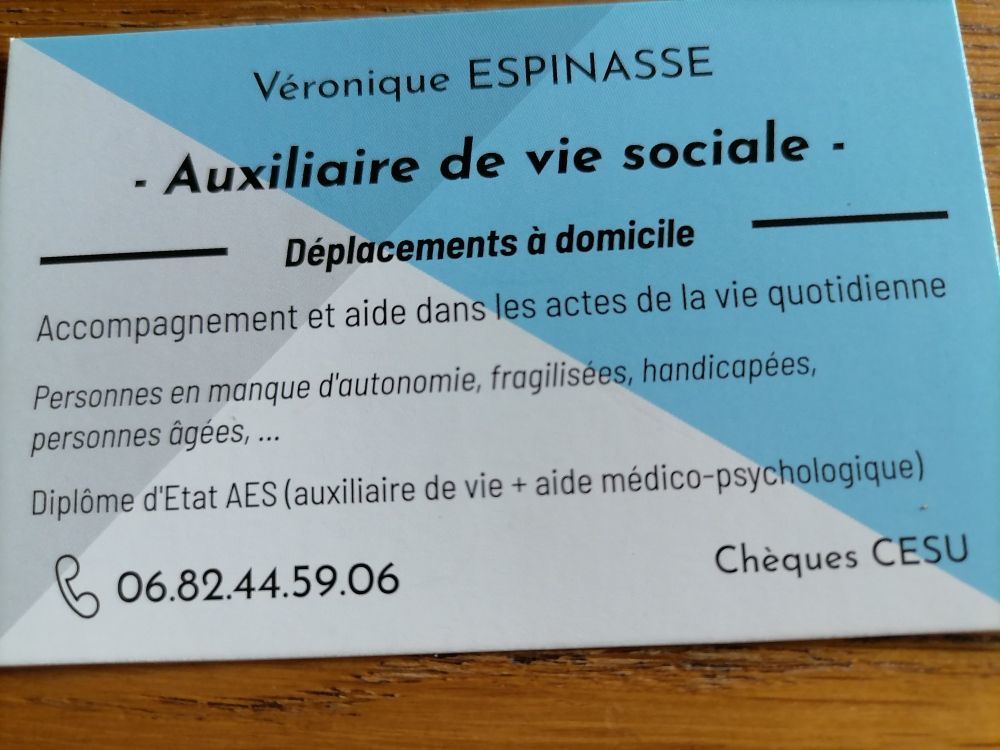 Véronique ESPINASSE
- Auxiliaire de vie sociale -
Déplacements à domicile
Accompagnement et aide dans les actes de la vie quotidienne
Personnes en manque d'autonomie, fragilisées, handicapées,
personnes âgées, ...
Diplôme d'Etat AES (auxiliaire de vie + aide médico-psychologique)
06.82.44.59.06
Chèques CESU